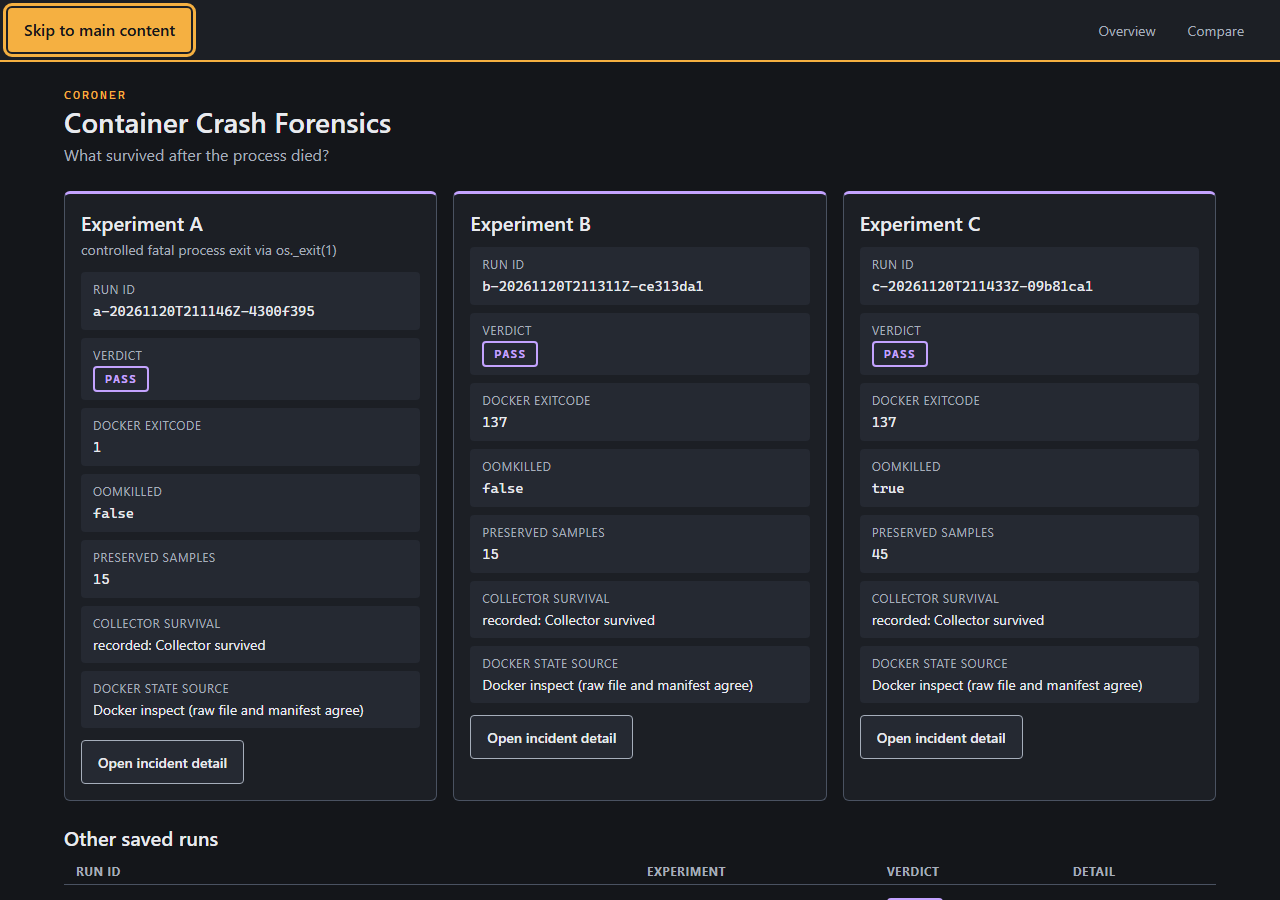 Skip to main content
Overview
Compare
CORONER
Container Crash Forensics
What survived after the process died?
Experiment A
controlled fatal process exit via os._exit(1)
RUN ID
a-20261120T211146Z-4300f395
VERDICT
PASS
DOCKER EXITCODE
1
OOMKILLED
false
PRESERVED SAMPLES
15
COLLECTOR SURVIVAL
recorded: Collector survived
DOCKER STATE SOURCE
Docker inspect (raw file and manifest agree)
Open incident detail
Experiment B
RUN ID
b-20261120T211311Z-ce313da1
VERDICT
PASS
DOCKER EXITCODE
137
OOMKILLED
false
PRESERVED SAMPLES
15
COLLECTOR SURVIVAL
recorded: Collector survived
DOCKER STATE SOURCE
Docker inspect (raw file and manifest agree)
Open incident detail
Experiment C
RUN ID
c-20261120T211433Z-09b81ca1
VERDICT
PASS
DOCKER EXITCODE
137
OOMKILLED
true
PRESERVED SAMPLES
45
COLLECTOR SURVIVAL
recorded: Collector survived
DOCKER STATE SOURCE
Docker inspect (raw file and manifest agree)
Open incident detail
Other saved runs
RUN ID
EXPERIMENT
VERDICT
DETAIL